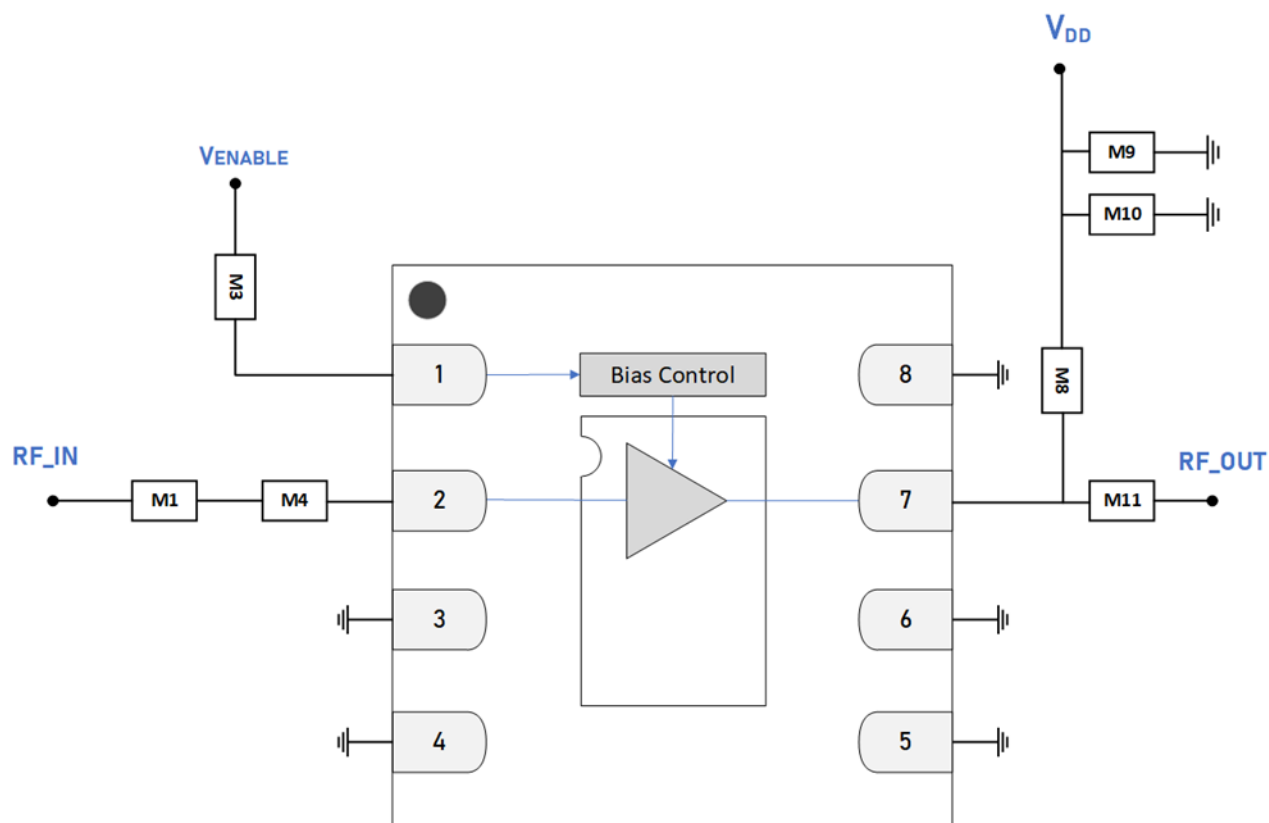 VDD
M9
VENABLE
M10
M3
1
Bias Control
8
M8
RF_IN
RF_OUT
M1
M4
2
7
M11
3
6
4
5